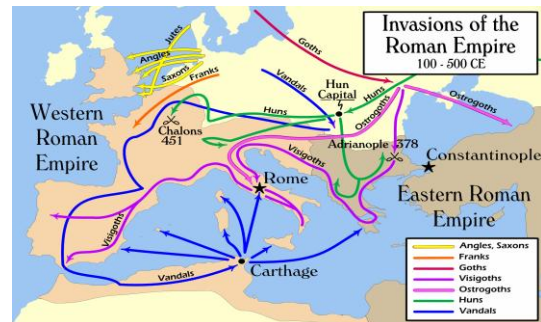 Invasions of the
Roman Empire
100 - 500 CE
Jutes
Angles
Saxons
Franks
Goths
Vandals
Hun
Capital
Huns
Huns
Ostrogoths
Ostrogoths
Chalons
451
Western
Roman
Empire
Adrianople 378
Visigoths
Constantinople
Rome
Eastern Roman
Empire
Visigoths
Vandals
Carthage
Angles, Saxons
Franks
Goths
Visigoths
Ostrogoths
Huns
Vandals